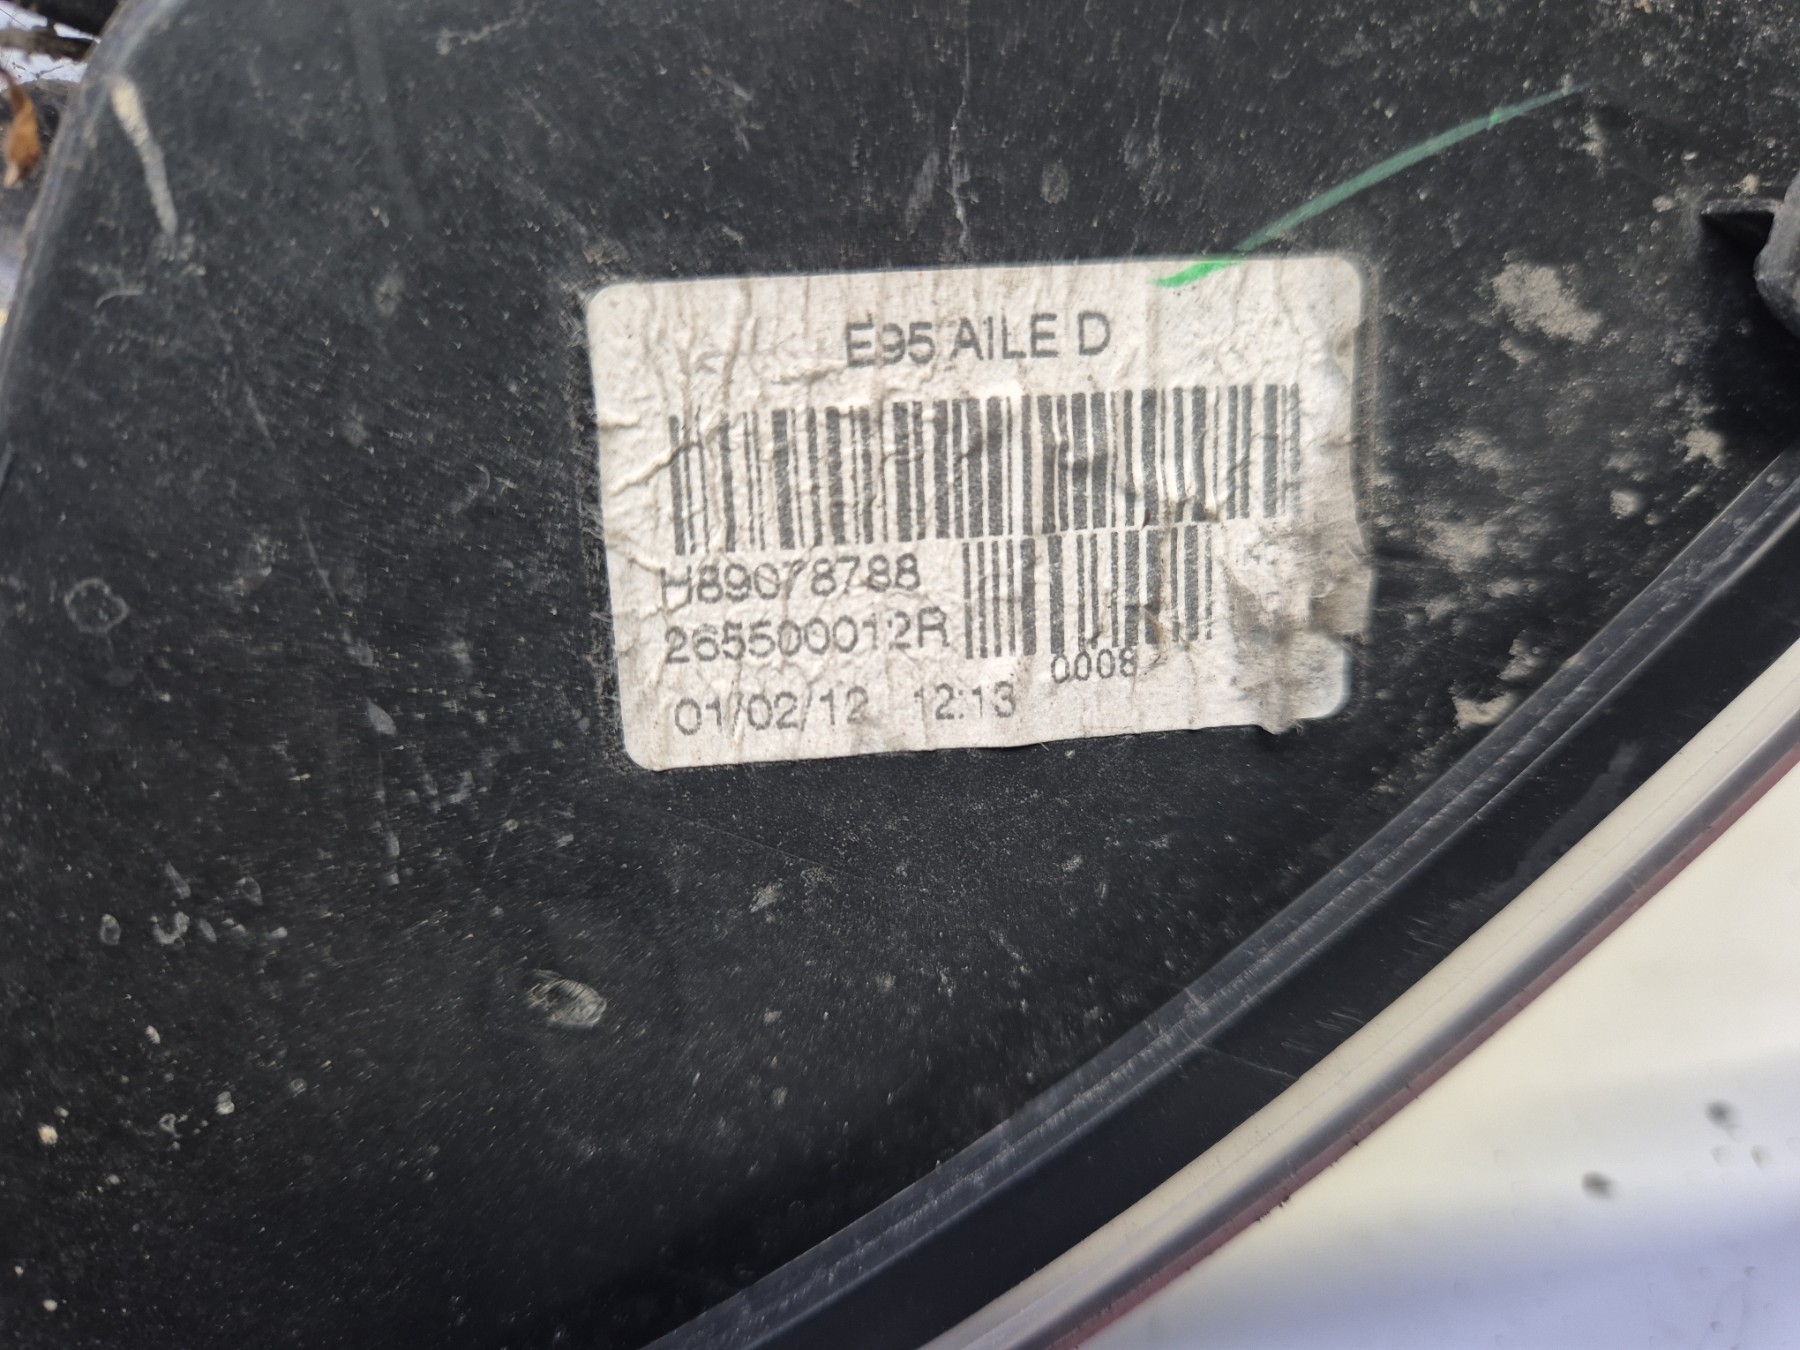 E95 AILE D
H89078788
265500012R
0008
01/02/12 12:13